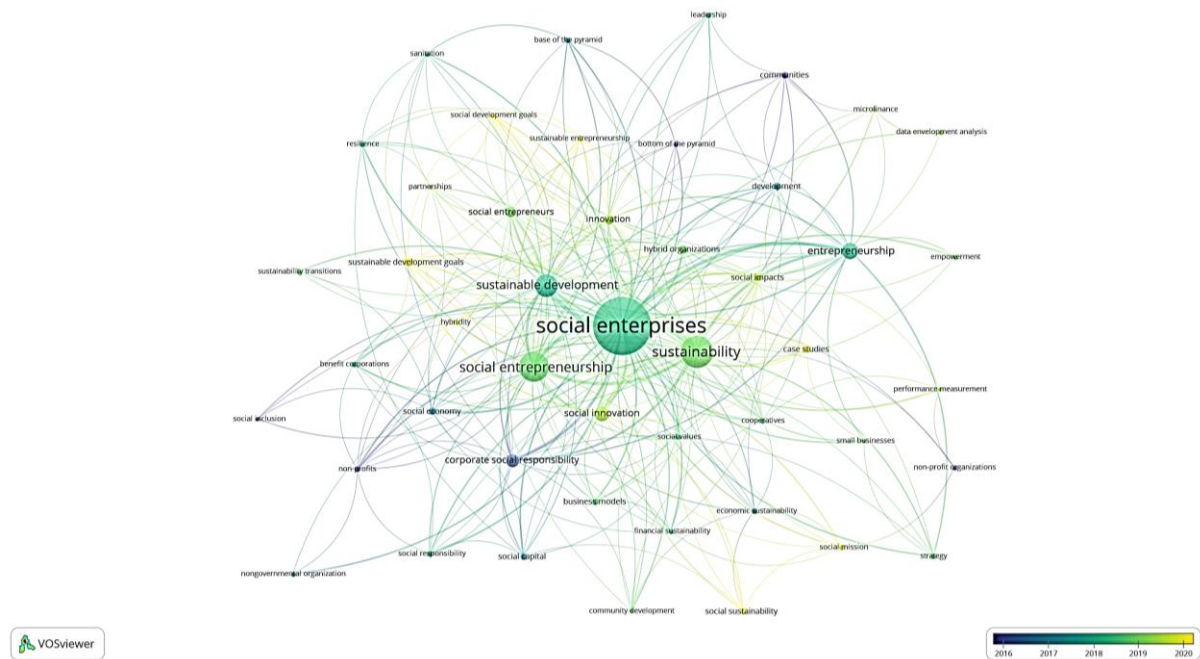 leadership
base of the pyramid
sanitation
communities
microfinance
social development goals
data envelopment analysis
sustainable entrepreneurship
bottom of the pyramid
resilience
partnerships
development
social entrepreneurs
innovation
hybrid organizations
entrepreneurship
empowerment
sustainable development goals
sustainability transitions
social impacts
sustainable development
hybridity
social enterprises
case studies
sustainability
benefit corporations
social entrepreneurship
performance measurement
social economy
social inclusion
social innovation
cooperatives
social values
small businesses
corporate social responsibility
non-profits
non-profit organizations
business models
economic sustainability
financial sustainability
social mission
social responsibility
social capital
strategy
nongovernmental organization
community development
social sustainability
VOSviewer
2016 2017 2018 2019 2020